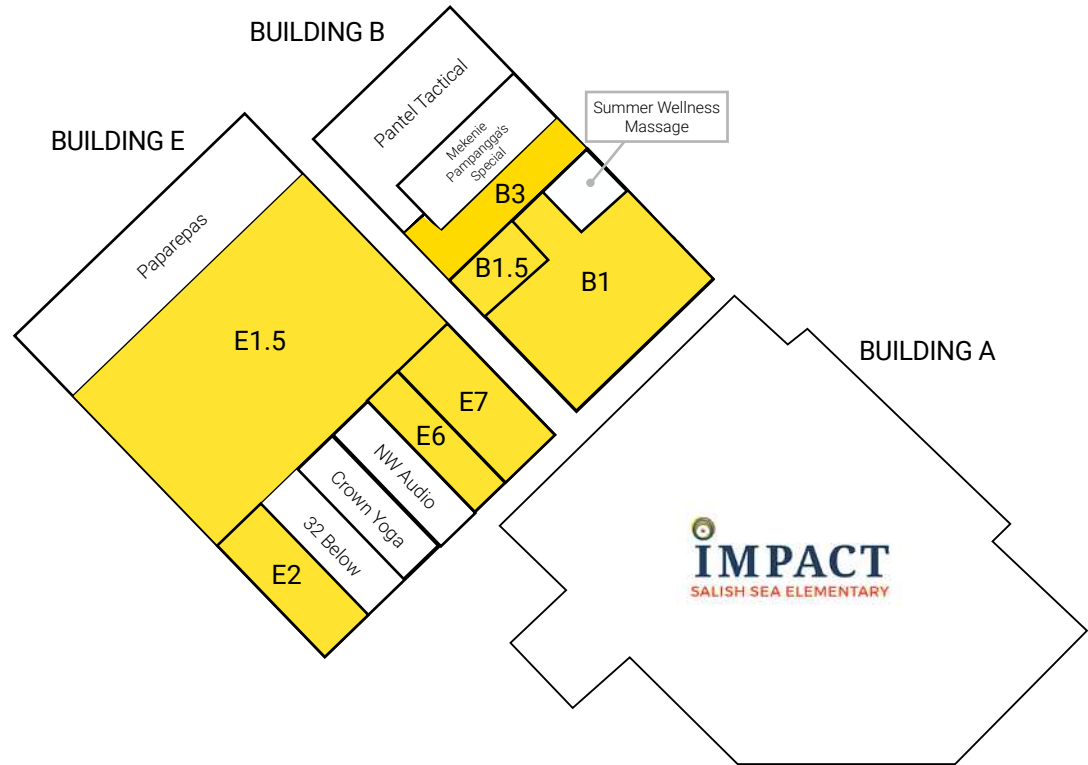 BUILDING B
Pantel Tactical
Mekenie
Pampangga's
Special
Summer Wellness
Massage
B3
B1.5
B1
BUILDING E
Paparepas
E1.5
E7
E6
NW Audio
Crown Yoga
32 Below
E2
BUILDING A
IMPACT
SALISH SEA ELEMENTARY